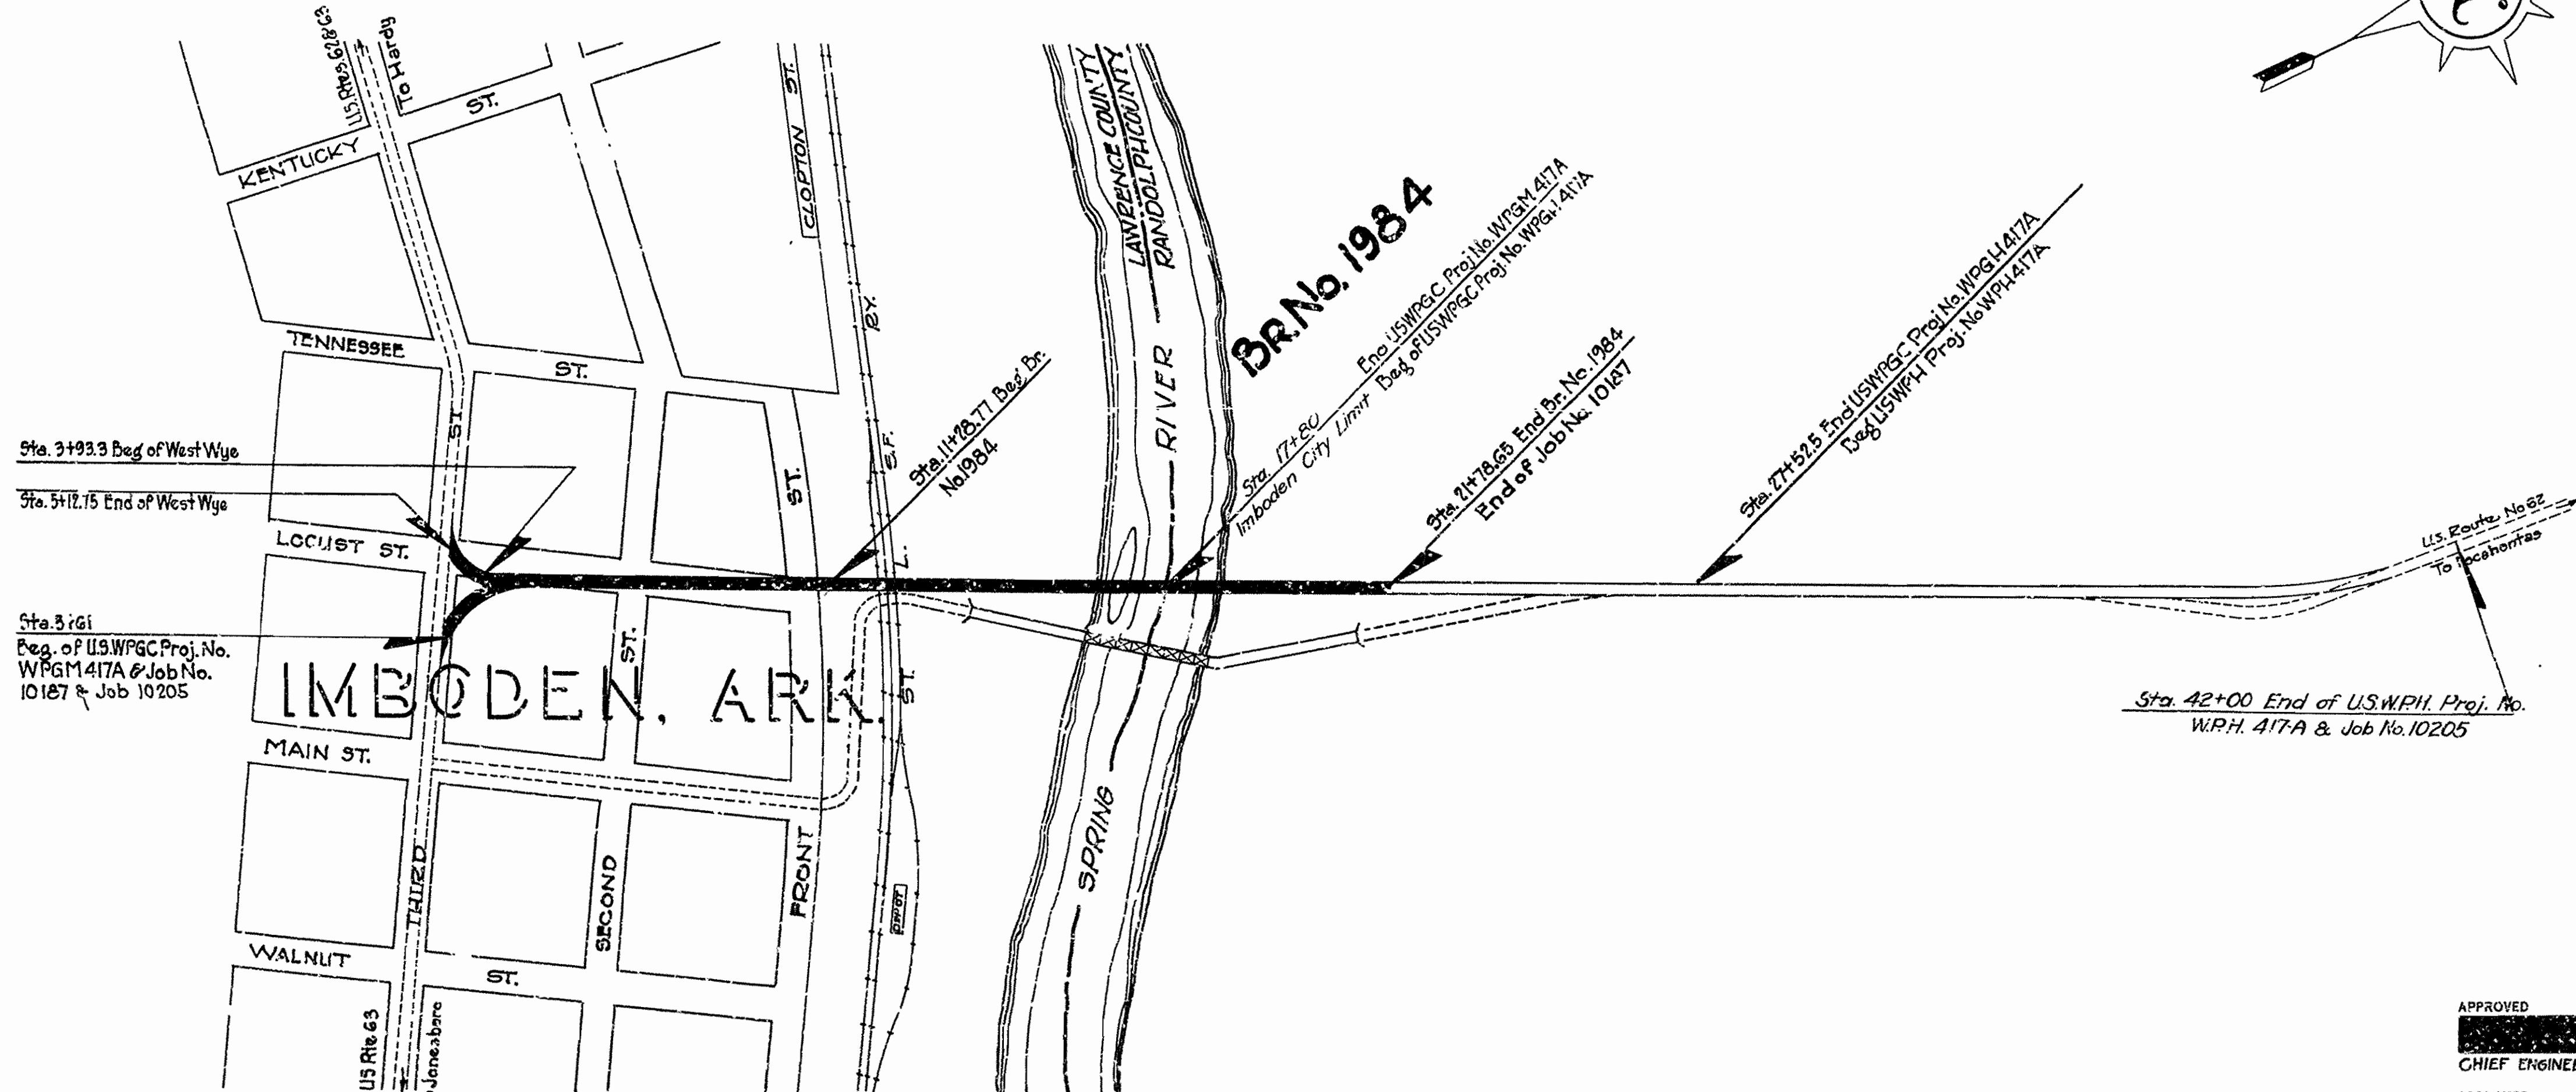 U.S. Rtes. 62 & 63
To Hardy
KENTUCKY ST.
CLOPTON ST.
LAWRENCE COUNTY
RANDOLPH COUNTY
BR. No. 1984
End USWPGC Proj No. WPGM 417A
Beg of USWPGC Proj. No. WPGH 417A
Sta. 17+80
Imboden City Limit
Sta. 11+28.77 Beg Br.
No. 1984
Sta. 21+78.65 End Br. No. 1984
End of Job No. 10187
Sta. 27+52.5 End USWPGC Proj No. WPGH 417A
Beg USWPH Proj. No WPH 417A
TENNESSEE ST.
RY.
S.F.
L.
ST.
ST.
RIVER
Sta. 3+93.3 Beg of West Wye
Sta. 5+12.75 End of West Wye
LOCUST ST.
U.S. Route No 62
To Pocahontas
Beg. of U.S. WPGC Proj. No.
WPGM 417A & Job No.
10187 & Job 10205
IMBODEN, ARK.
ST.
ST.
MAIN ST.
Sta. 42+00 End of U.S.W.P.H. Proj. No.
W.P.H. 417-A & Job No. 10205
THIRD
SECOND
FRONT
DEPOT
SPRING
WALNUT ST.
US Rte 63
Jonesboro
APPROVED